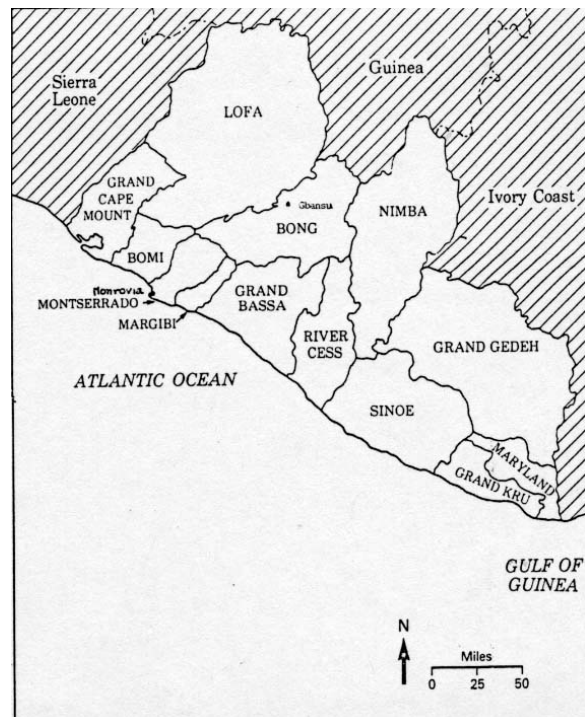 Sierra
Leone
Guinea
LOFA
GRAND
CAPE
MOUNT
Gbansu
BONG
NIMBA
Ivory Coast
BOMI
Monrovia
MONTSERRADO
MARGIBI
GRAND
BASSA
RIVER
CESS
GRAND GEDEH
ATLANTIC OCEAN
SINOE
MARYLAND
GRAND KRU
GULF OF
GUINEA
N
Miles
0 25 50